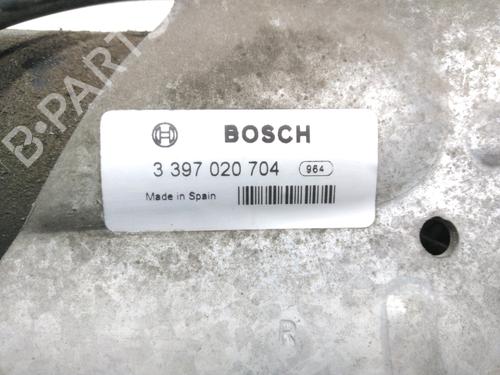 B-PARTS
BOSCH
3 397 020 704 964
Made in Spain
R